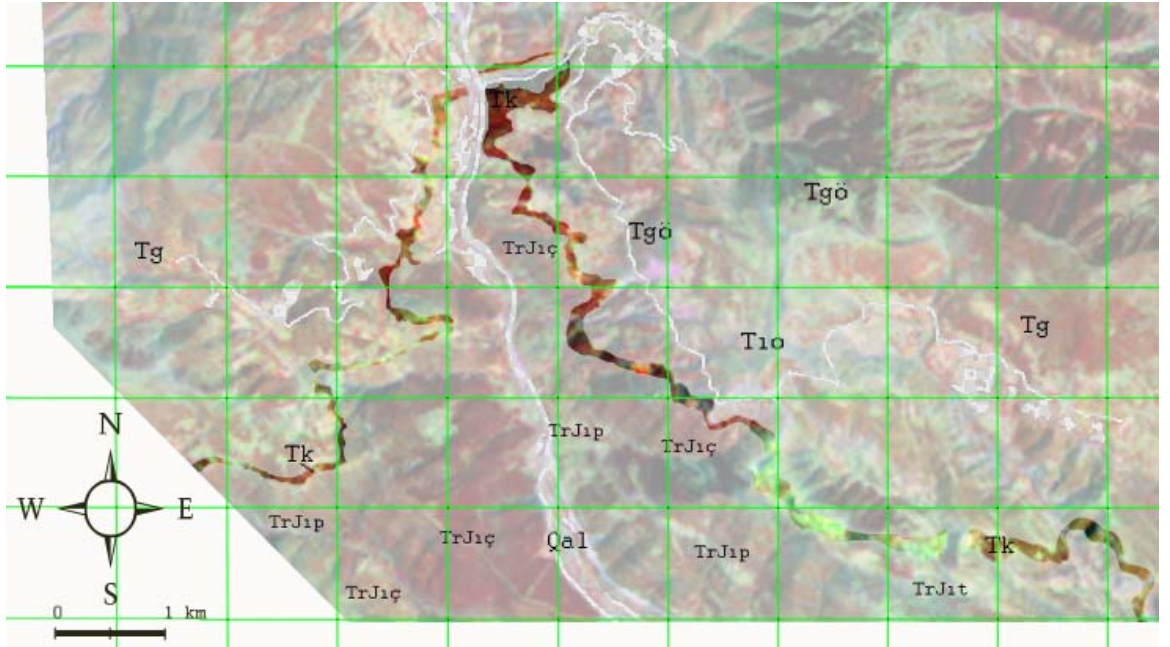 Tk
Tgö
Tgö
Tg
TrJıç
Tg
Tıo
TrJıp
TrJıç
Tk
N
W
E
S
TrJıp
TrJıç
Qal
TrJıp
Tk
TrJıç
TrJıt
0 1 km